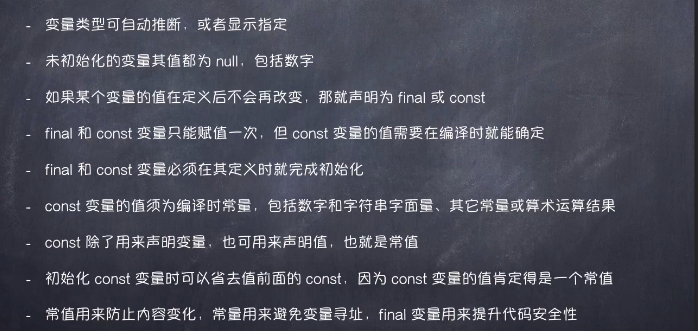 - 变量类型可自动推断，或者显示指定
- 未初始化的变量其值都为 null，包括数字
- 如果某个变量的值在定义后不会再改变，那就声明为 final 或 const
- final 和 const 变量只能赋值一次，但 const 变量的值需要在编译时就能确定
- final 和 const 变量必须在其定义时就完成初始化
- const 变量的值须为编译时常量，包括数字和字符串字面量、其它常量或算术运算结果
- const 除了用来声明变量，也可用来声明值，也就是常值
- 初始化 const 变量时可以省去值前面的 const，因为 const 变量的值肯定得是一个常值
- 常值用来防止内容变化，常量用来避免变量寻址，final 变量用来提升代码安全性